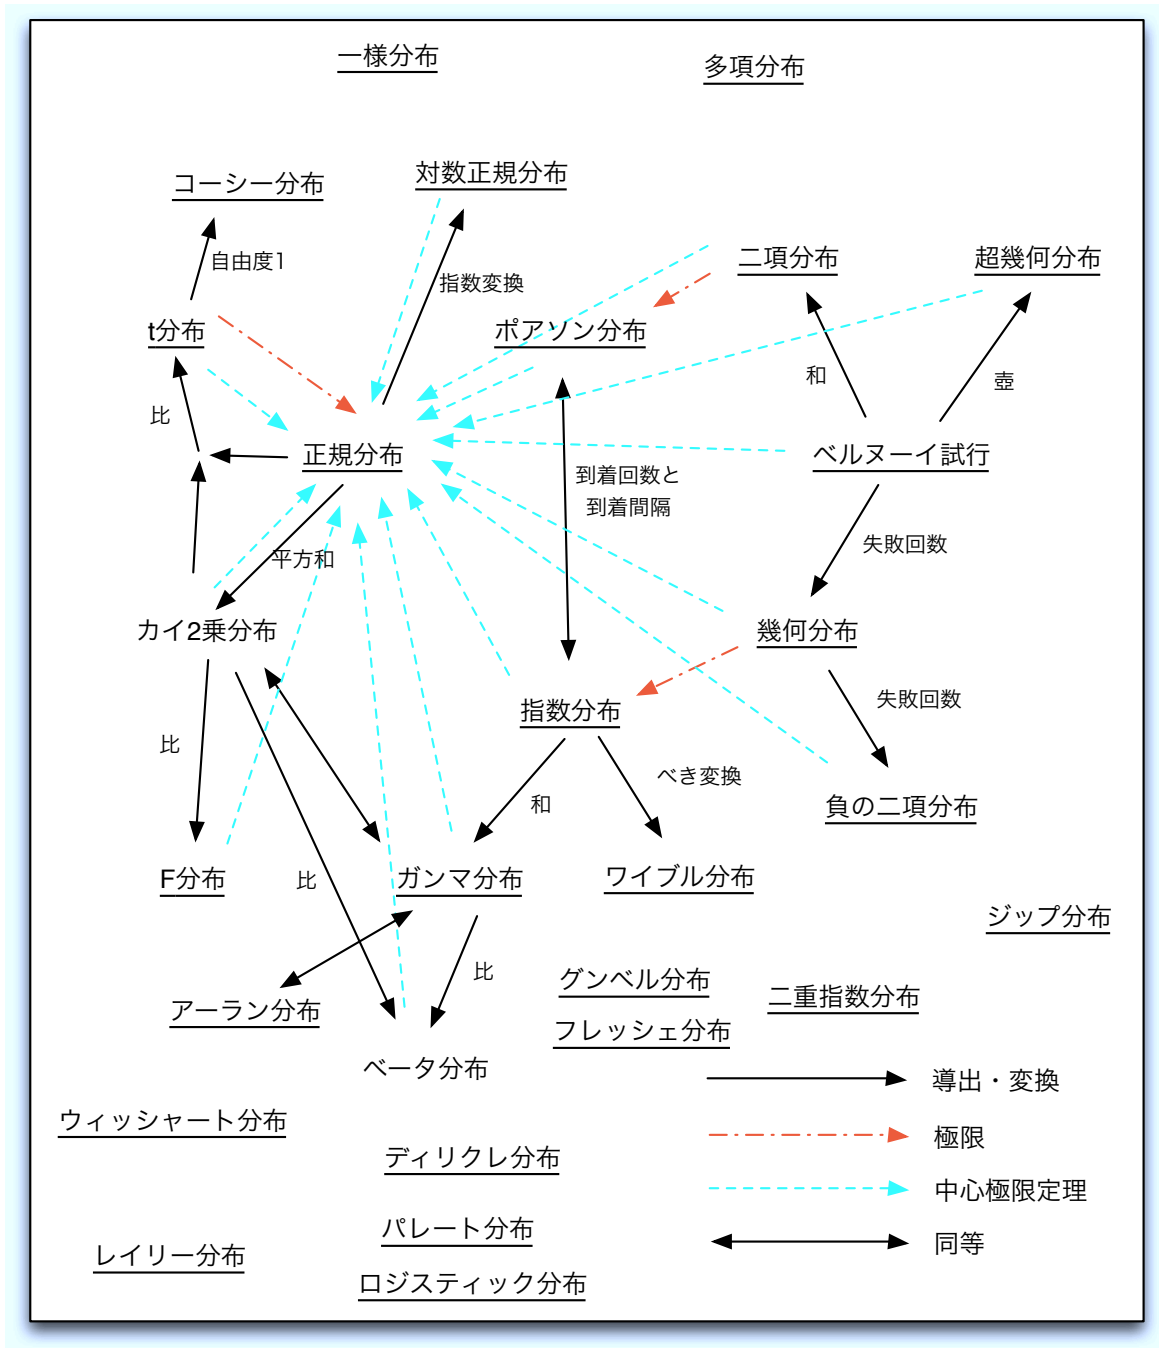 一様分布
多項分布
対数正規分布
コーシー分布
自由度1
二項分布
超幾何分布
指数変換
t分布
ポアソン分布
和
壺
比
正規分布
ベルヌーイ試行
到着回数と
到着間隔
失敗回数
平方和
カイ2乗分布
幾何分布
失敗回数
指数分布
比
べき変換
和
負の二項分布
F分布
比
ガンマ分布
ワイブル分布
ジップ分布
比
グンベル分布
二重指数分布
アーラン分布
フレッシェ分布
ベータ分布
導出・変換
ウィッシャート分布
極限
ディリクレ分布
中心極限定理
パレート分布
同等
レイリー分布
ロジスティック分布